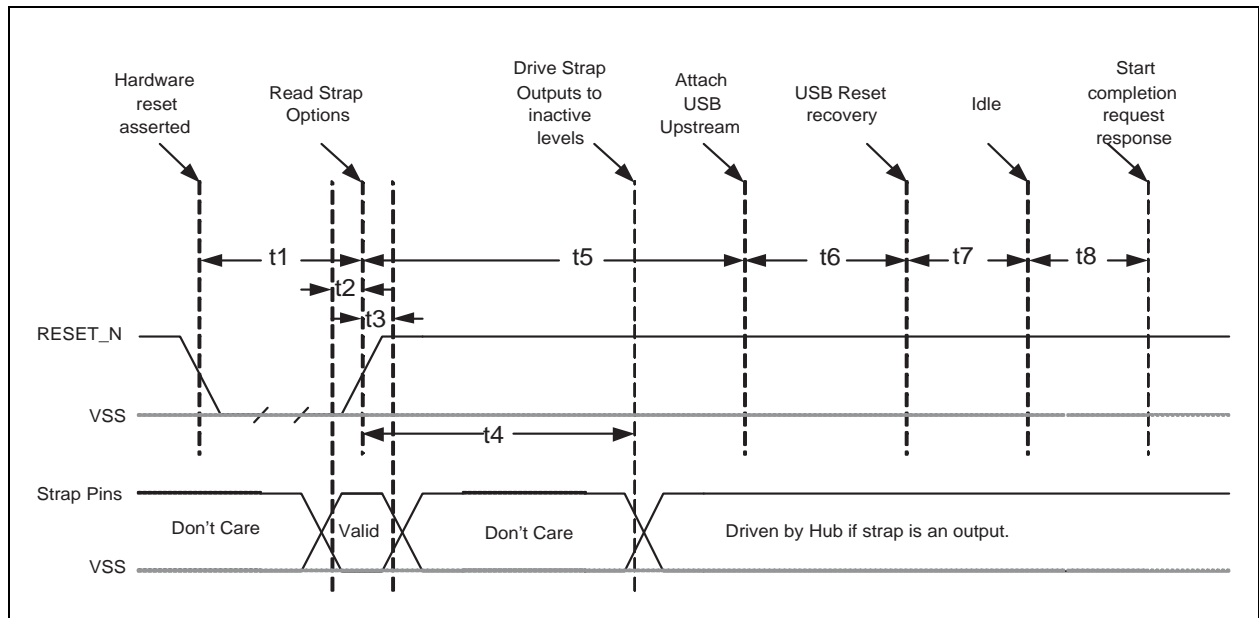 Hardware
reset
asserted
Read Strap
Options
Drive Strap
Outputs to
inactive
levels
Attach
USB
Upstream
USB Reset
recovery
Idle
Start
completion
request
response
t1
t5
t6
t7
t8
t2
t3
RESET_N
VSS
t4
Strap Pins
Don't Care
Valid
Don't Care
Driven by Hub if strap is an output.
VSS